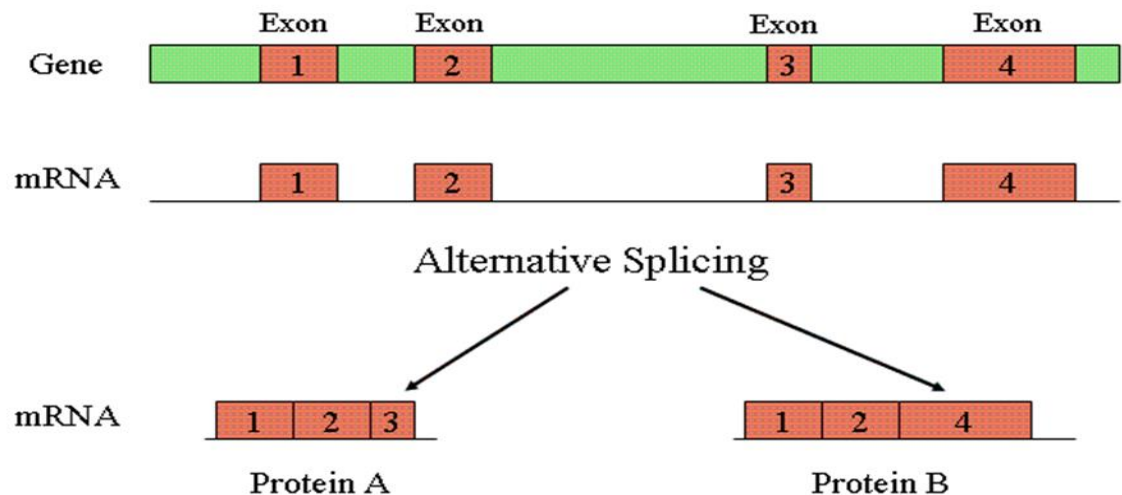 Exon Exon Exon Exon
Gene 1 2 3 4
mRNA 1 2 3 4
Alternative Splicing
mRNA 1 2 3 1 2 4
Protein A Protein B